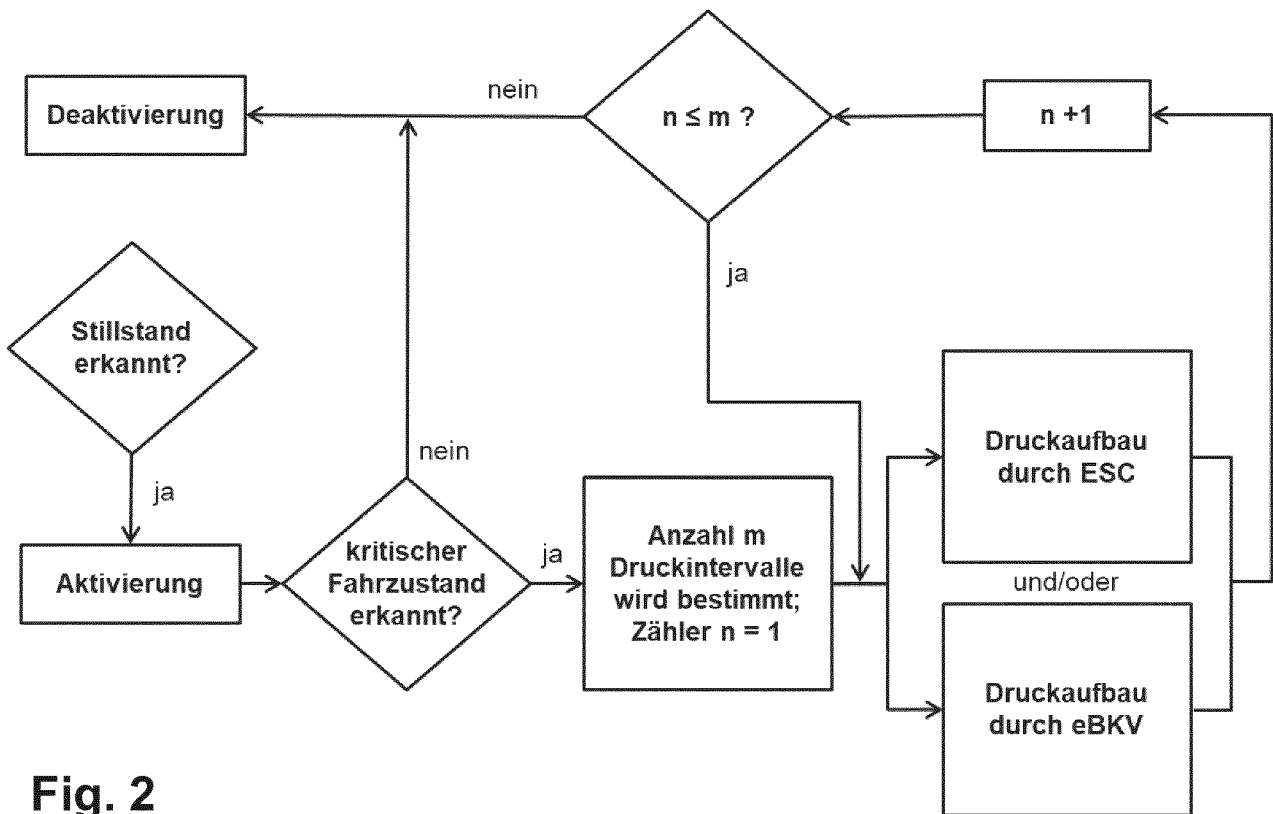 Deaktivierung
nein
n ≤ m ?
n +1
ja
Stillstand
erkannt?
ja
Aktivierung
kritischer
Fahrzustand
erkannt?
nein
ja
Anzahl m
Druckintervalle
wird bestimmt;
Zähler n = 1
Druckaufbau
durch ESC
und/oder
Druckaufbau
durch eBKV
Fig. 2